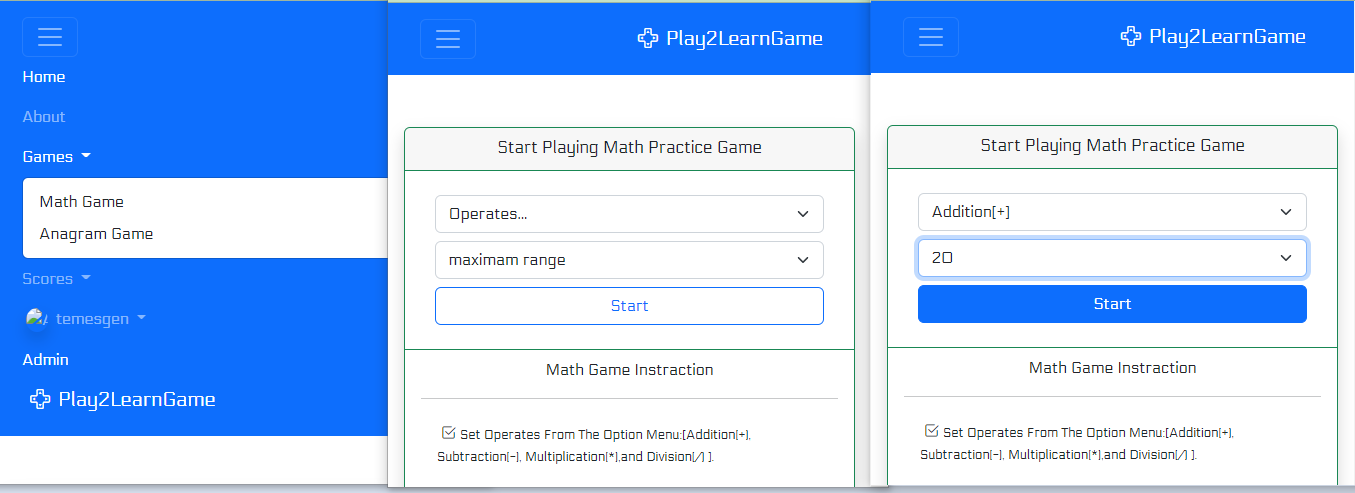 Home
About
Games
Math Game
Anagram Game
Scores
temesgen
Admin
Play2LearnGame
Play2LearnGame
Start Playing Math Practice Game
Operates...
maximam range
Start
Math Game Instraction
Set Operates From The Option Menu:[Addition[+],
Subtraction[-], Multiplication[*],and Division[/] ].
Play2LearnGame
Start Playing Math Practice Game
Addition[+]
20
Start
Math Game Instraction
Set Operates From The Option Menu:[Addition[+],
Subtraction[-], Multiplication[*],and Division[/] ].